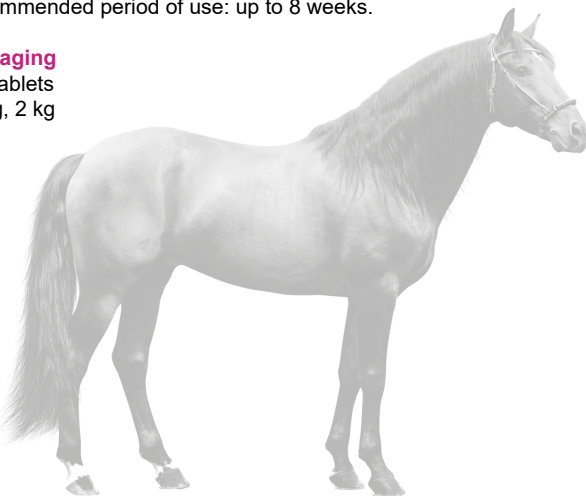 mmended period of use: up to 8 weeks.
aging
ablets
, 2 kg